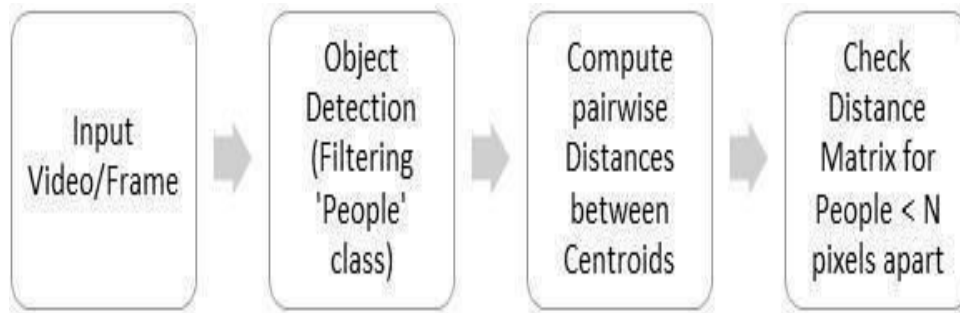 Input
Video/Frame
Object
Detection
(Filtering
'People'
class)
Compute
pairwise
Distances
between
Centroids
Check
Distance
Matrix for
People < N
pixels apart